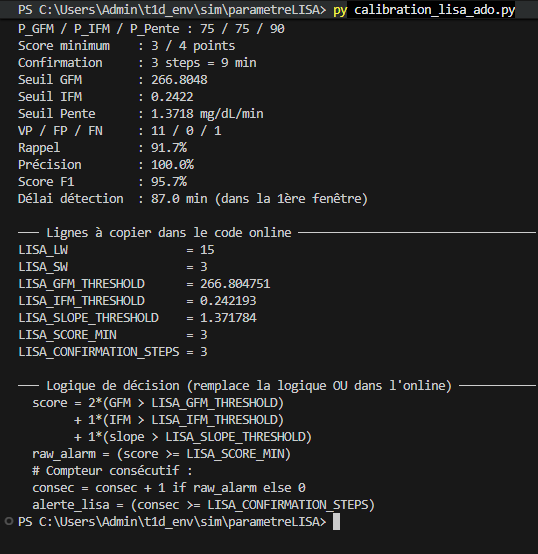 PS C:\Users\Admin\t1d_env\sim\parametreLISA> py calibration_lisa_ado.py
P_GFM / P_IFM / P_Pente : 75 / 75 / 90
Score minimum    : 3 / 4 points
Confirmation     : 3 steps = 9 min
Seuil GFM        : 266.8048
Seuil IFM        : 0.2422
Seuil Pente      : 1.3718 mg/dL/min
VP / FP / FN     : 11 / 0 / 1
Rappel           : 91.7%
Précision        : 100.0%
Score F1         : 95.7%
Délai détection  : 87.0 min (dans la 1ère fenêtre)
─── Lignes à copier dans le code online ───
LISA_LW                 = 15
LISA_SW                 = 3
LISA_GFM_THRESHOLD      = 266.804751
LISA_IFM_THRESHOLD      = 0.242193
LISA_SLOPE_THRESHOLD    = 1.371784
LISA_SCORE_MIN          = 3
LISA_CONFIRMATION_STEPS = 3
─── Logique de décision (remplace la logique OU dans l'online) ───
score = 2*(GFM > LISA_GFM_THRESHOLD)
+ 1*(IFM > LISA_IFM_THRESHOLD)
+ 1*(slope > LISA_SLOPE_THRESHOLD)
raw_alarm = (score >= LISA_SCORE_MIN)
# Compteur consécutif :
consec = consec + 1 if raw_alarm else 0
alerte_lisa = (consec >= LISA_CONFIRMATION_STEPS)
PS C:\Users\Admin\t1d_env\sim\parametreLISA>